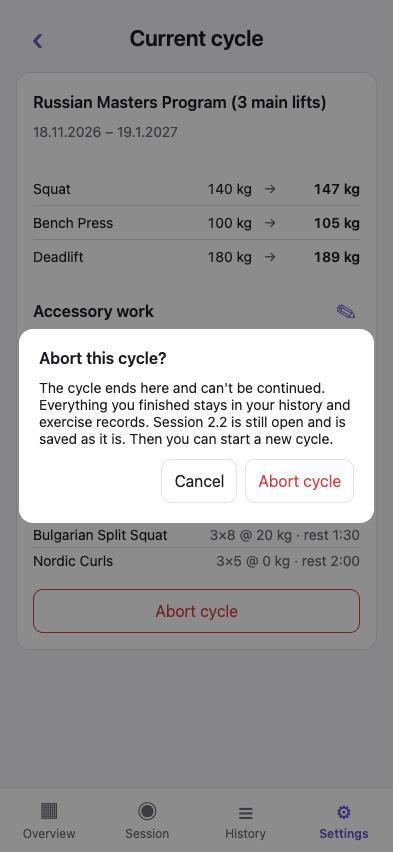 Current cycle
Russian Masters Program (3 main lifts)
18.11.2026 – 19.1.2027
Squat 140 kg → 147 kg
Bench Press 100 kg → 105 kg
Deadlift 180 kg → 189 kg
Accessory work
Abort this cycle?
The cycle ends here and can't be continued.
Everything you finished stays in your history and
exercise records. Session 2.2 is still open and is
saved as it is. Then you can start a new cycle.
Cancel Abort cycle
Bulgarian Split Squat 3×8 @ 20 kg · rest 1:30
Nordic Curls 3×5 @ 0 kg · rest 2:00
Abort cycle
Overview Session History Settings